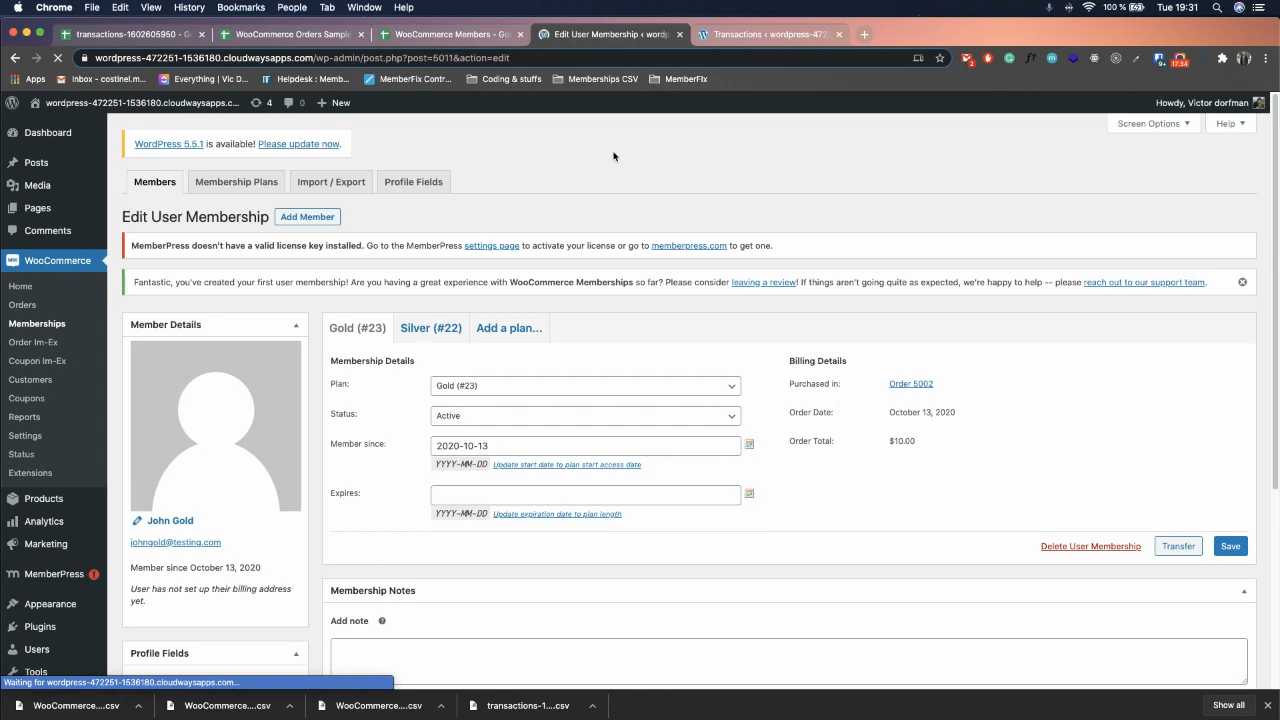 Chrome File Edit View History Bookmarks People Tab Window Help 100 % Tue 19:31
transactions-1602605950 - Go WooCommerce Orders Sample WooCommerce Members - Go Edit User Membership ‹ wordp Transactions ‹ wordpress-472
wordpress-472251-1536180.cloudwaysapps.com/wp-admin/post.php?post=5011&action=edit
Apps Inbox - costinel.m... Everything | Vic D... Helpdesk : Memb... MemberFix Contr... Coding & stuffs Memberships CSV MemberFIx 2 9+ 17:34
wordpress-472251-1536180.cloudwaysapps.c... 4 0 New Howdy, Victor dorfman
Screen Options Help
WordPress 5.5.1 is available! Please update now.
Members Membership Plans Import / Export Profile Fields
Edit User Membership Add Member
MemberPress doesn't have a valid license key installed. Go to the MemberPress settings page to activate your license or go to memberpress.com to get one.
Fantastic, you've created your first user membership! Are you having a great experience with WooCommerce Memberships so far? Please consider leaving a review! If things aren't going quite as expected, we're happy to help -- please reach out to our support team.
Dashboard
Posts
Media
Pages
Comments
WooCommerce
Home
Orders
Memberships
Order Im-Ex
Coupon Im-Ex
Customers
Coupons
Reports
Settings
Status
Extensions
Products
Analytics
Marketing
MemberPress !
Appearance
Plugins
Users
Tools
Member Details
John Gold
johngold@testing.com
Member since October 13, 2020
User has not set up their billing address
yet.
Profile Fields
Gold (#23) Silver (#22) Add a plan...
Membership Details
Plan: Gold (#23)
Status: Active
Member since: 2020-10-13
YYYY-MM-DD Update start date to plan start access date
Expires:
YYYY-MM-DD Update expiration date to plan length
Billing Details
Purchased in: Order 5002
Order Date: October 13, 2020
Order Total: $10.00
Delete User Membership Transfer Save
Membership Notes
Add note
Waiting for wordpress-472251-1536180.cloudwaysapps.com...
WooCommerce....csv WooCommerce....csv WooCommerce....csv transactions-1....csv Show all